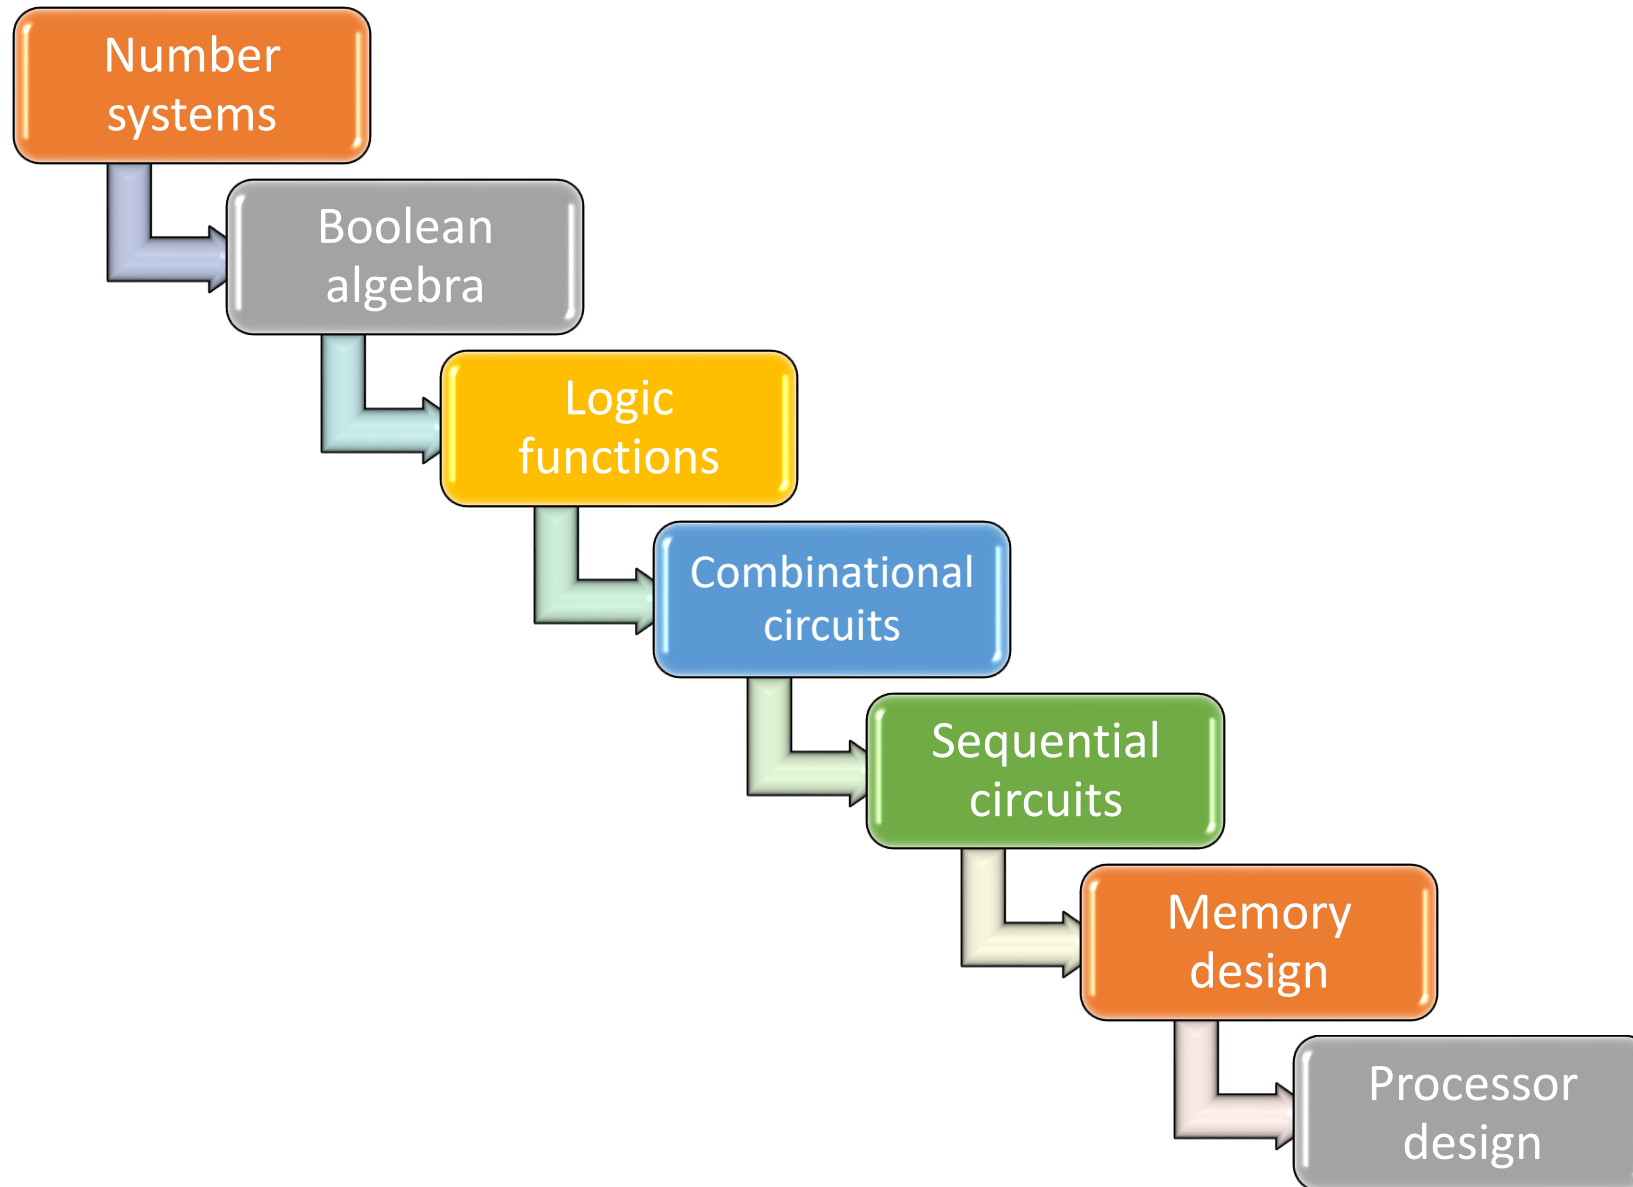 Number
systems
Boolean
algebra
Logic
functions
Combinational
circuits
Sequential
circuits
Memory
design
Processor
design